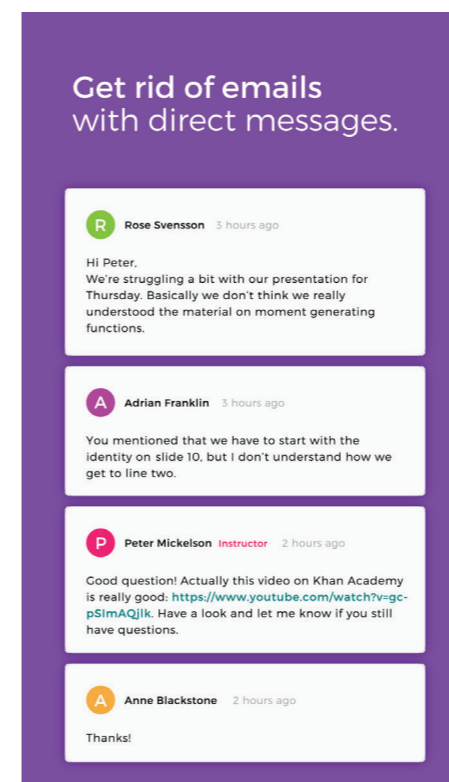 Get rid of emails
with direct messages.
R Rose Svensson 3 hours ago
Hi Peter,
We're struggling a bit with our presentation for
Thursday. Basically we don't think we really
understood the material on moment generating
functions.
A Adrian Franklin 3 hours ago
You mentioned that we have to start with the
identity on slide 10, but I don't understand how we
get to line two.
P Peter Mickelson Instructor 2 hours ago
Good question! Actually this video on Khan Academy
is really good: https://www.youtube.com/watch?v=gc-
pSImAQjlk. Have a look and let me know if you still
have questions.
A Anne Blackstone 2 hours ago
Thanks!